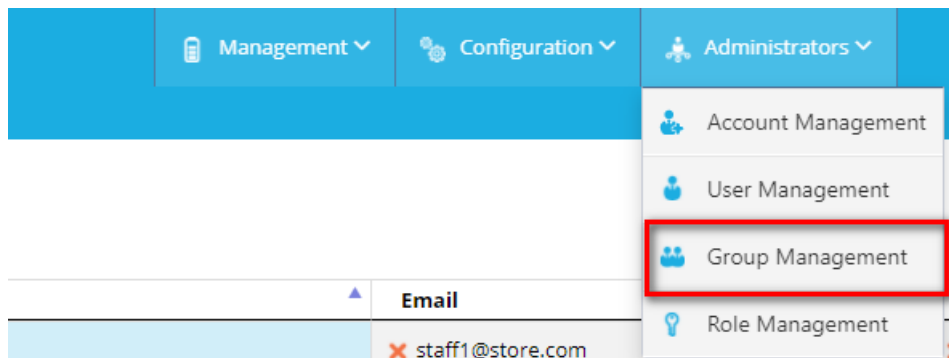 Management
Configuration
Administrators
Account Management
User Management
Group Management
Email
Role Management
staff1@store.com